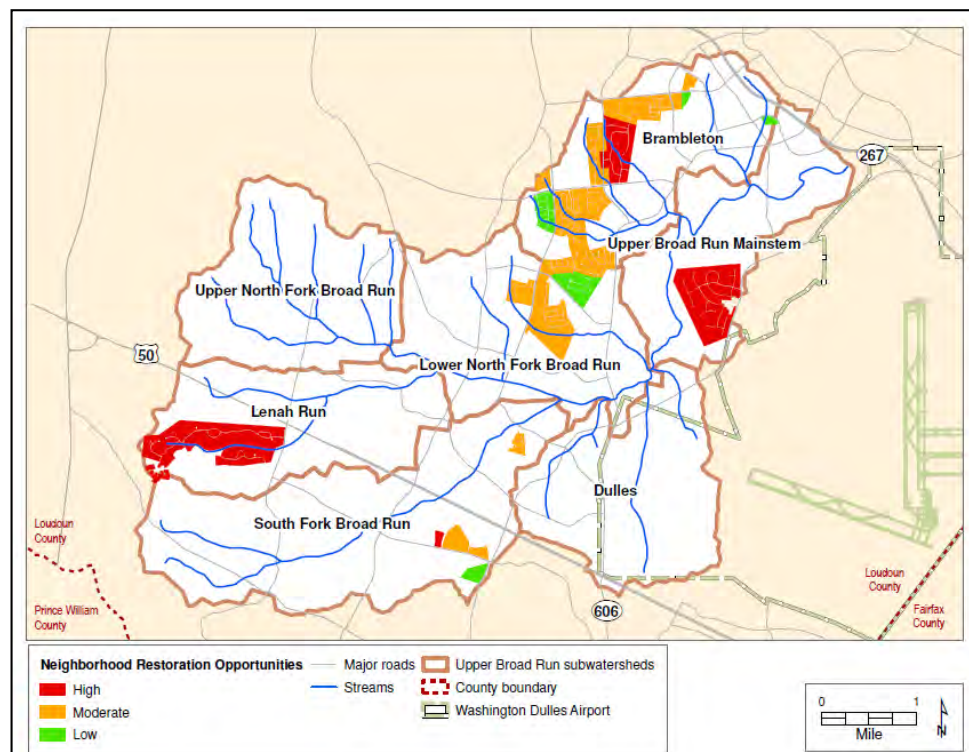 Brambleton
267
Upper Broad Run Mainstem
Upper North Fork Broad Run
50
Lower North Fork Broad Run
Lenah Run
Dulles
South Fork Broad Run
Loudoun
County
Loudoun
County
Prince William
County
606
Fairfax
County
Neighborhood Restoration Opportunities
High
Moderate
Low
Major roads
Streams
Upper Broad Run subwatersheds
County boundary
Washington Dulles Airport
0 1
Mile
N